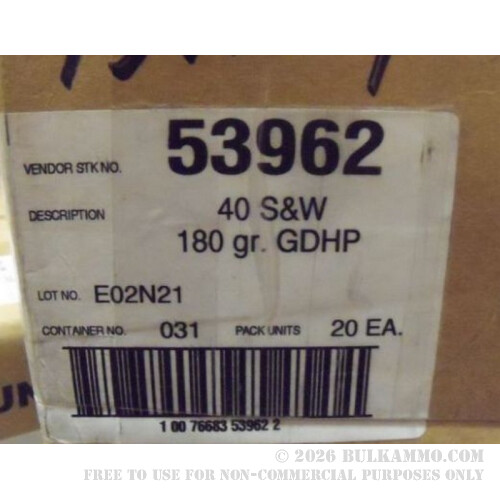 VENDOR STK NO. 53962
DESCRIPTION 40 S&W
180 gr. GDHP
LOT NO. E02N21
CONTAINER NO. 031 PACK UNITS 20 EA.
1 00 76683 53962 2
UN
© 2026 BULKAMMO.COM
FREE TO USE FOR NON-COMMERCIAL PURPOSES ONLY